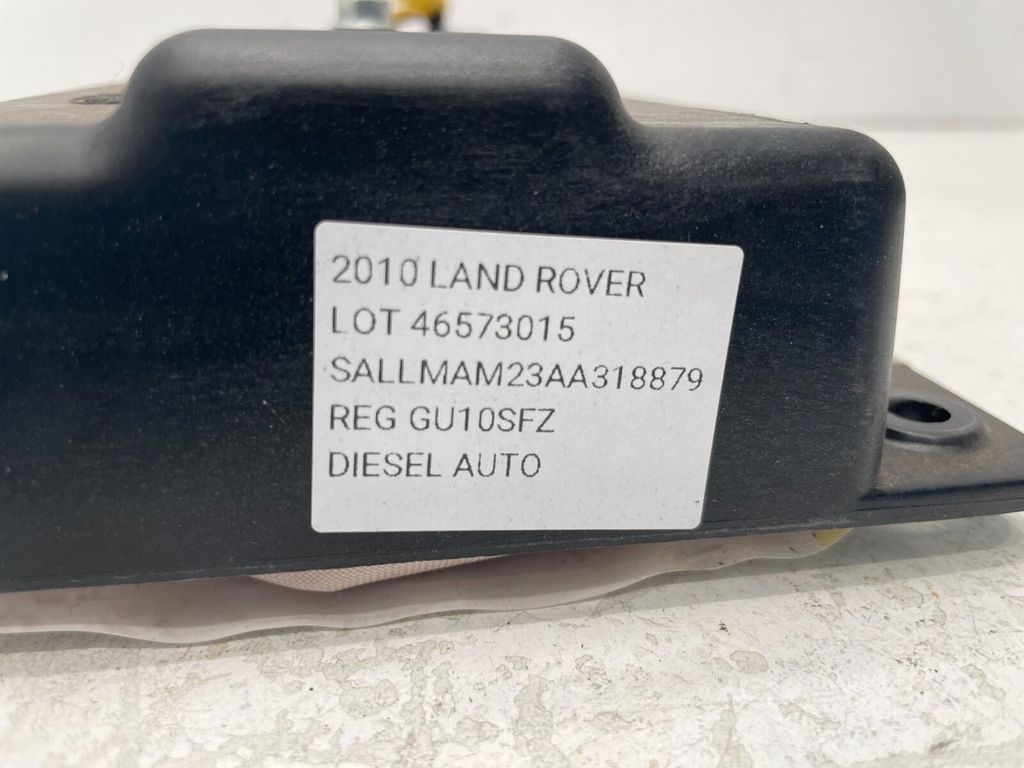 2010 LAND ROVER
LOT 46573015
SALLMAM23AA318879
REG GU10SFZ
DIESEL AUTO